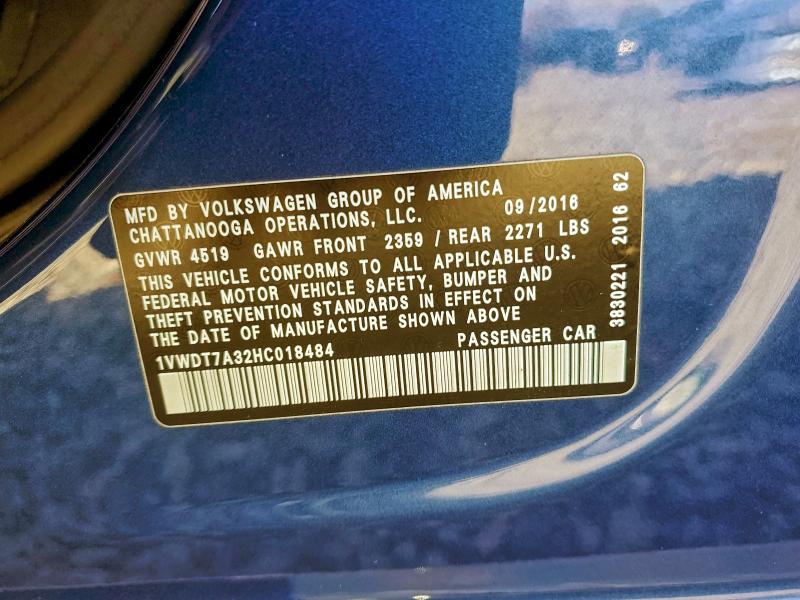 MFD BY VOLKSWAGEN GROUP OF AMERICA
CHATTANOOGA OPERATIONS, LLC. 09/2016
GVWR 4519 GAWR FRONT 2359 / REAR 2271 LBS
THIS VEHICLE CONFORMS TO ALL APPLICABLE U.S.
FEDERAL MOTOR VEHICLE SAFETY, BUMPER AND
THEFT PREVENTION STANDARDS IN EFFECT ON
THE DATE OF MANUFACTURE SHOWN ABOVE
1VWDT7A32HC018484 PASSENGER CAR
3830221 2016 62